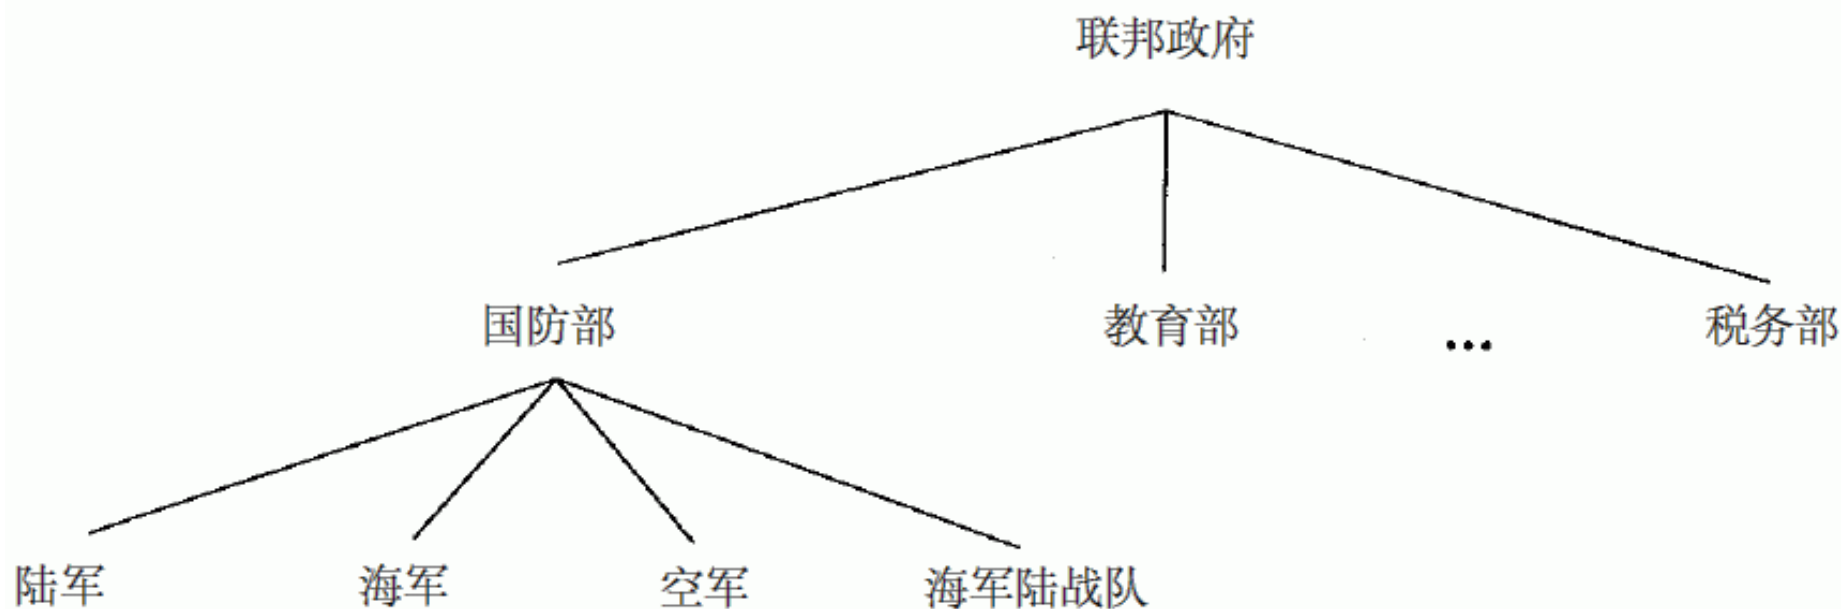 联邦政府
国防部 教育部 ... 税务部
陆军 海军 空军 海军陆战队